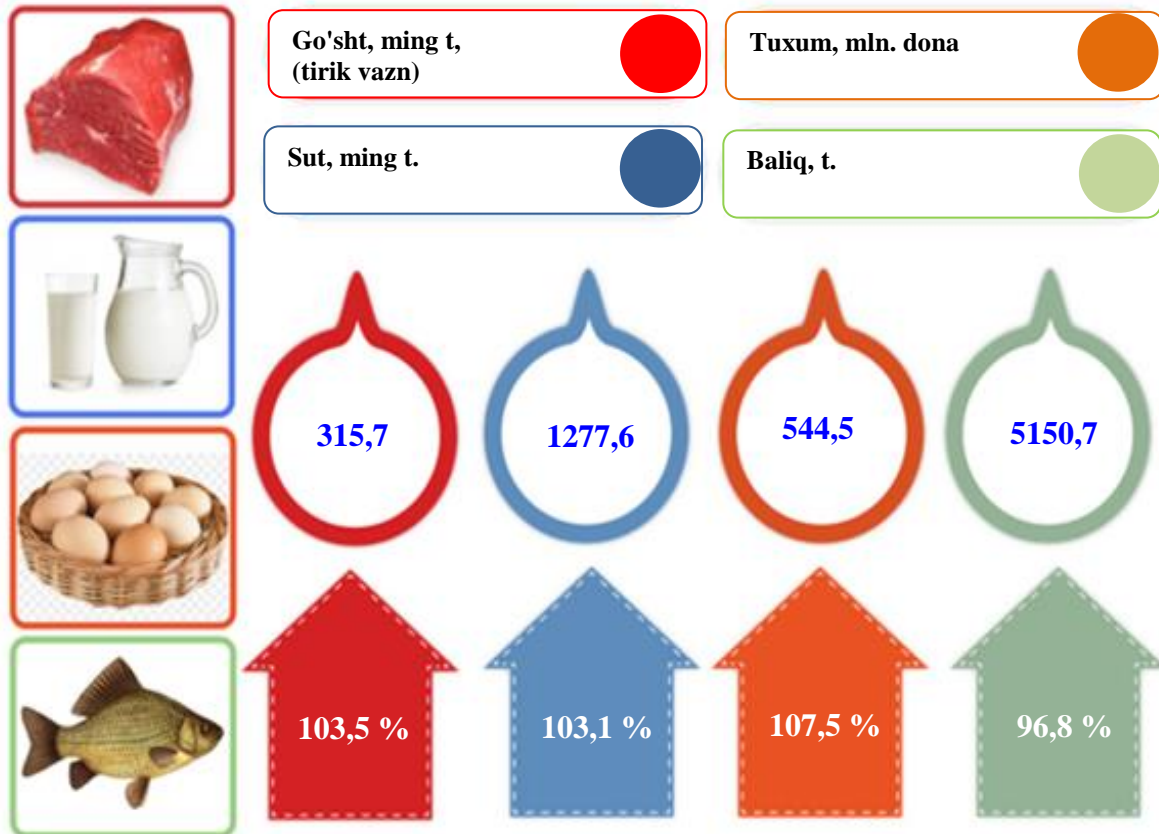 Go'sht, ming t,
(tirik vazn)
Tuxum, mln. dona
Sut, ming t.
Baliq, t.
315,7
1277,6
544,5
5150,7
103,5 %
103,1 %
107,5 %
96,8 %